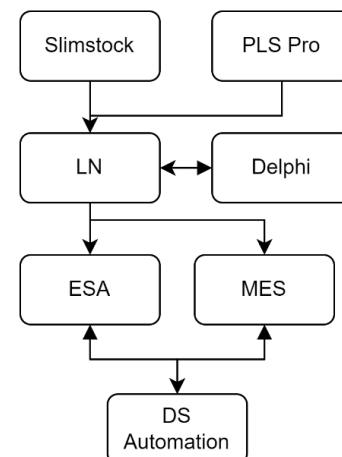 Slimstock
PLS Pro
LN
Delphi
ESA
MES
DS
Automation